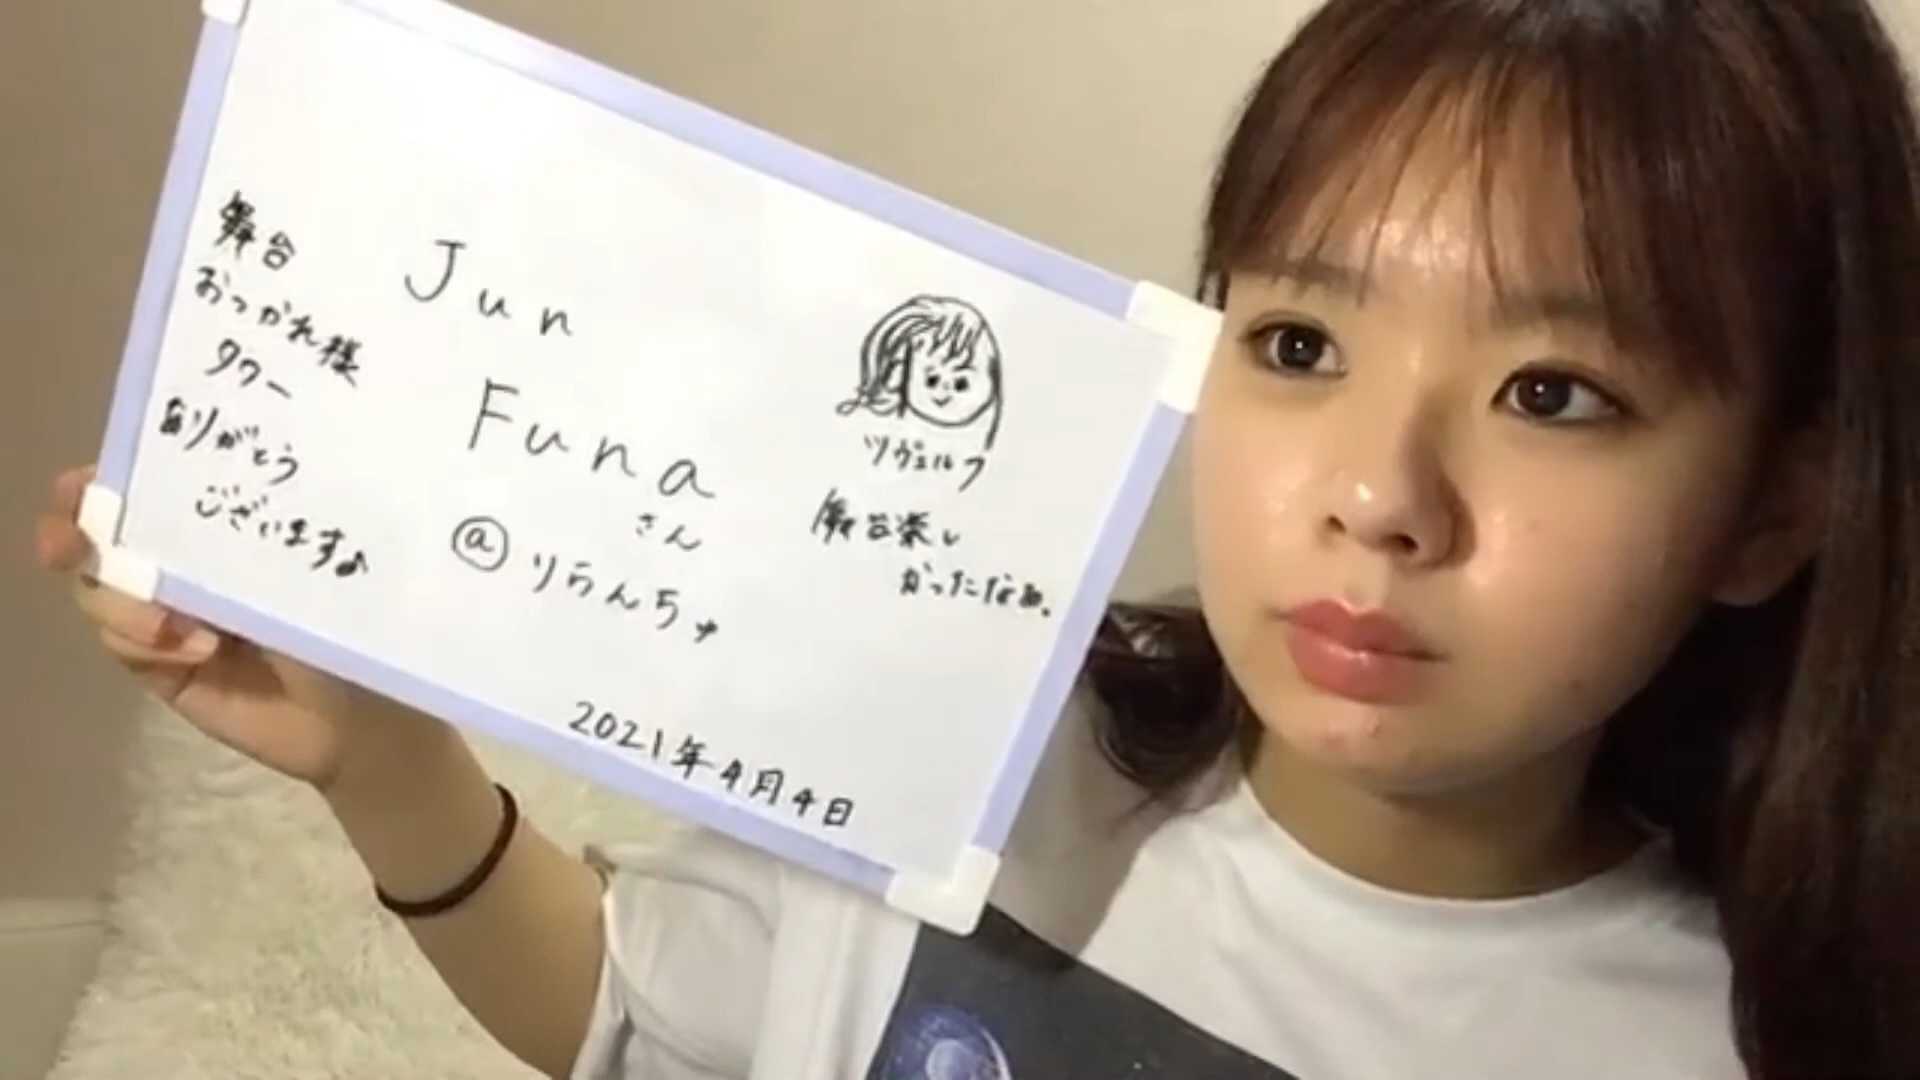 舞台
おつかれ様
タワー
ありがとう
ございます♪
Jun
Funa
さん
@りらんちゅ
ツヴェルフ
舞台楽し
かったなぁ。
2021年4月4日